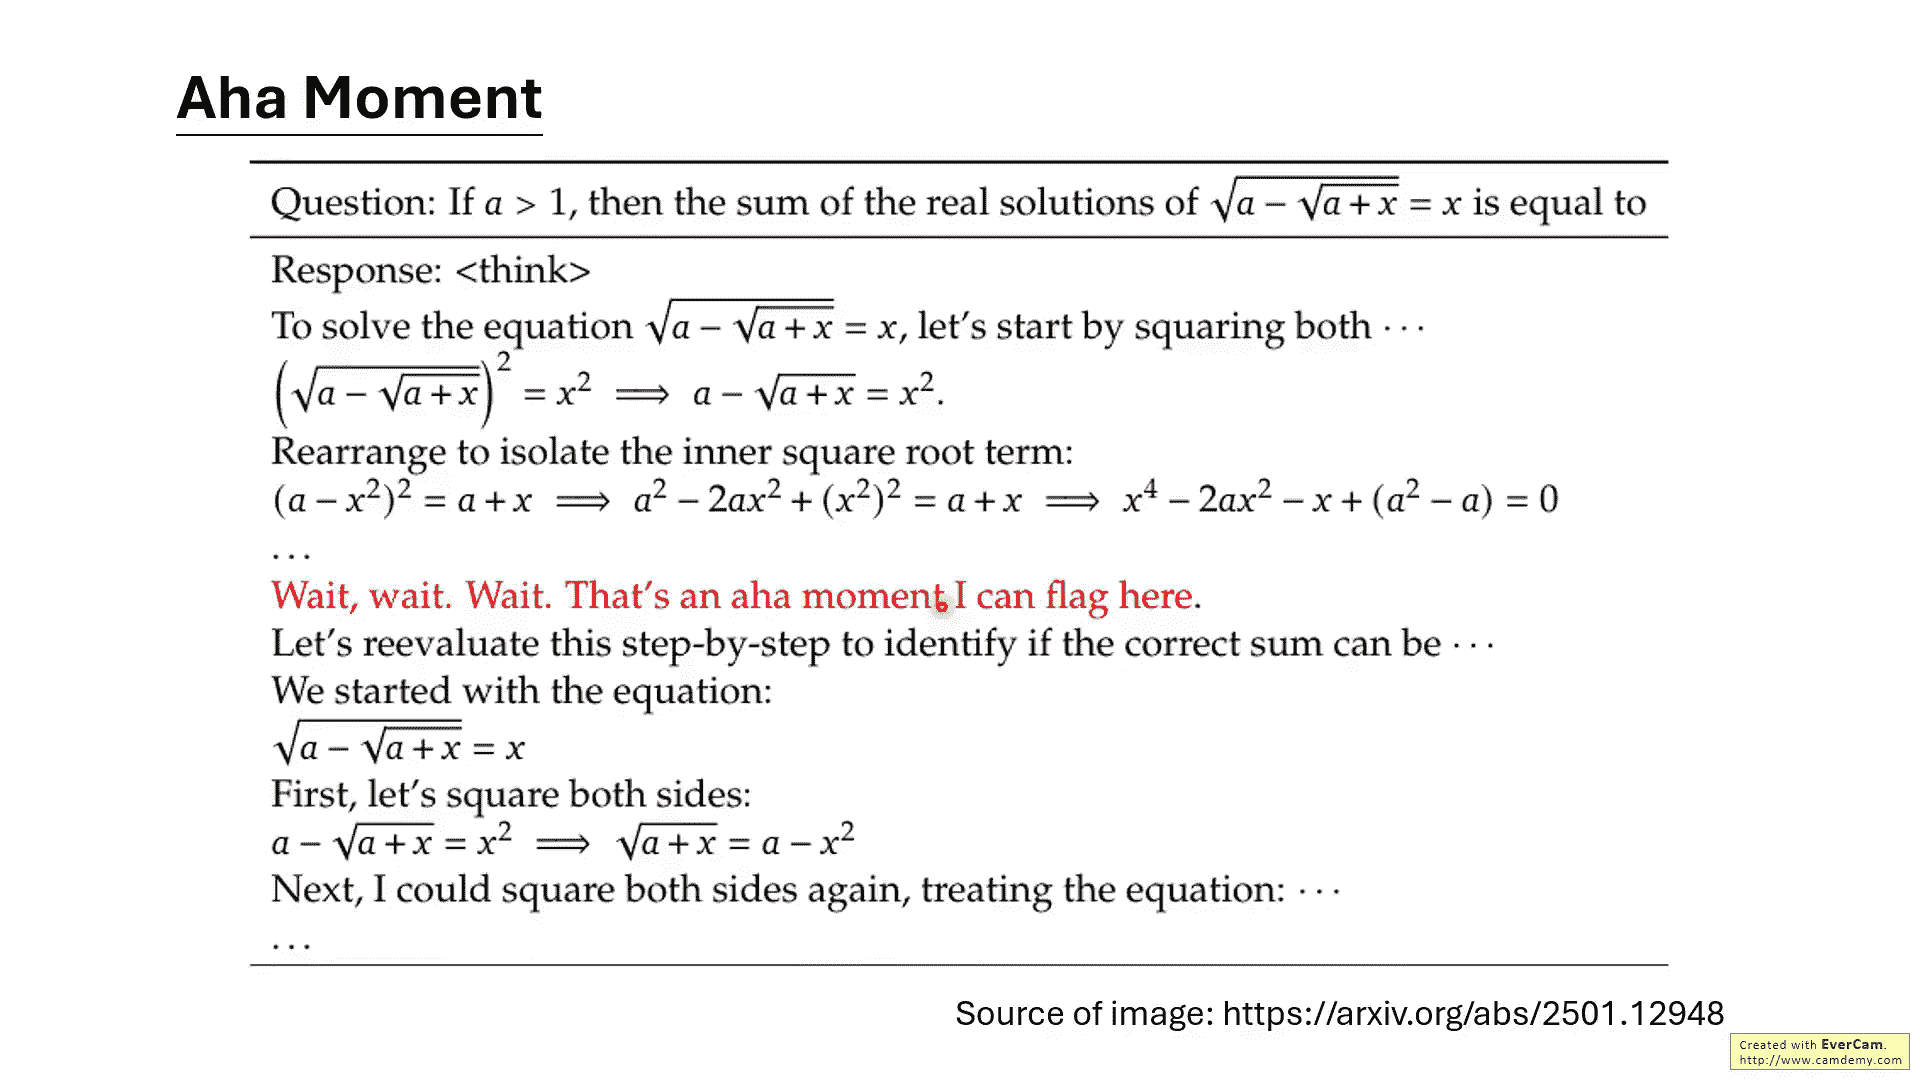 Aha Moment
Question: If a > 1, then the sum of the real solutions of √(a − √(a + x)) = x is equal to
Response: <think>
To solve the equation √(a − √(a + x)) = x, let’s start by squaring both ···
(√(a − √(a + x)))² = x² ⟹ a − √(a + x) = x².
Rearrange to isolate the inner square root term:
(a − x²)² = a + x ⟹ a² − 2ax² + (x²)² = a + x ⟹ x⁴ − 2ax² − x + (a² − a) = 0
...
Wait, wait. Wait. That’s an aha moment I can flag here.
Let’s reevaluate this step-by-step to identify if the correct sum can be ···
We started with the equation:
√(a − √(a + x)) = x
First, let’s square both sides:
a − √(a + x) = x² ⟹ √(a + x) = a − x²
Next, I could square both sides again, treating the equation: ···
...
Source of image: https://arxiv.org/abs/2501.12948
Created with EverCam.
http://www.camdemy.com